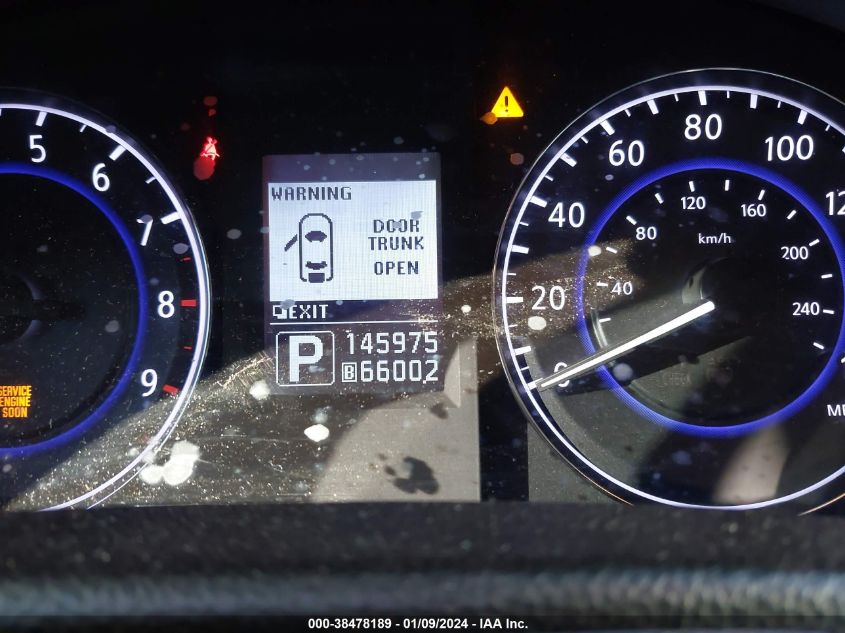 5
6
7
8
9
SERVICE
ENGINE
SOON
WARNING
DOOR
TRUNK
OPEN
EXIT
P 145975
B 66002
0
20
40
60
80
100
km/h
40
80
120
160
200
240
000-38478189 - 01/09/2024 - IAA Inc.